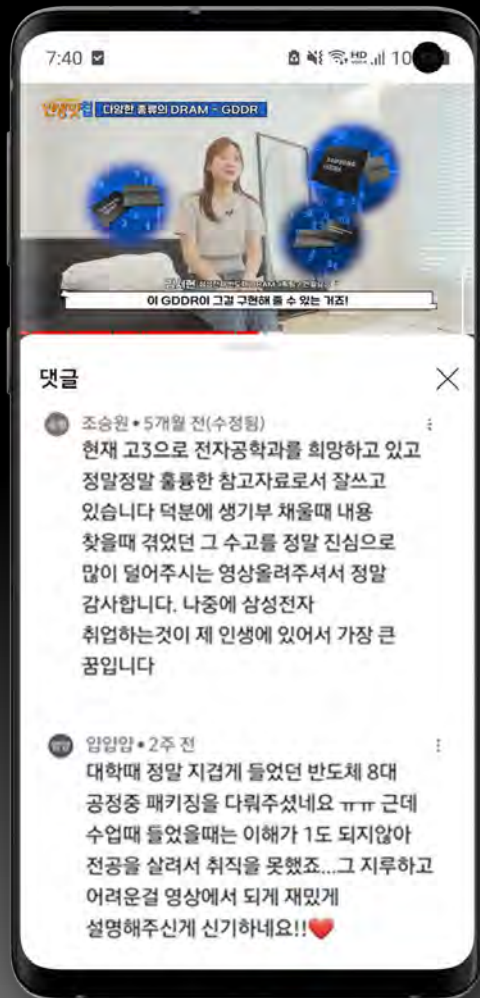 7:40
10
인생맛칩 다양한 종류의 DRAM - GDDR
SAMSUNG
이 GDDR이 그걸 구현해 줄 수 있는 거죠!
댓글
조승원 • 5개월 전(수정됨)
현재 고3으로 전자공학과를 희망하고 있고
정말정말 훌륭한 참고자료로서 잘쓰고
있습니다 덕분에 생기부 채울때 내용
찾을때 겪었던 그 수고를 정말 진심으로
많이 덜어주시는 영상올려주셔서 정말
감사합니다. 나중에 삼성전자
취업하는것이 제 인생에 있어서 가장 큰
꿈입니다
얍얍얍 • 2주 전
대학때 정말 지겹게 들었던 반도체 8대
공정중 패키징을 다뤄주셨네요 ㅠㅠ 근데
수업때 들었을때는 이해가 1도 되지않아
전공을 살려서 취직을 못했죠...그 지루하고
어려운걸 영상에서 되게 재밌게
설명해주신게 신기하네요!!❤️